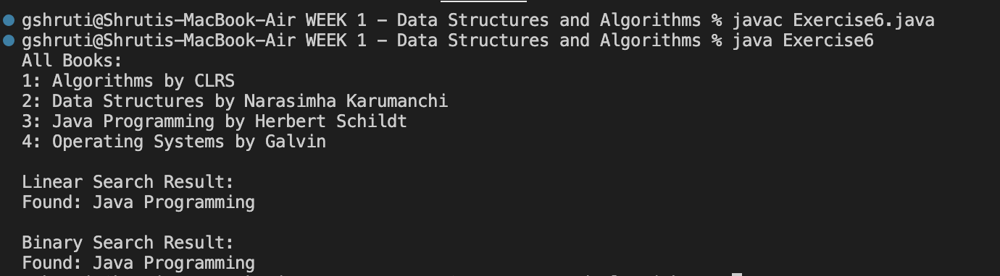 gshruti@Shrutis-MacBook-Air WEEK 1 - Data Structures and Algorithms % javac Exercise6.java
gshruti@Shrutis-MacBook-Air WEEK 1 - Data Structures and Algorithms % java Exercise6
All Books:
1: Algorithms by CLRS
2: Data Structures by Narasimha Karumanchi
3: Java Programming by Herbert Schildt
4: Operating Systems by Galvin
Linear Search Result:
Found: Java Programming
Binary Search Result:
Found: Java Programming